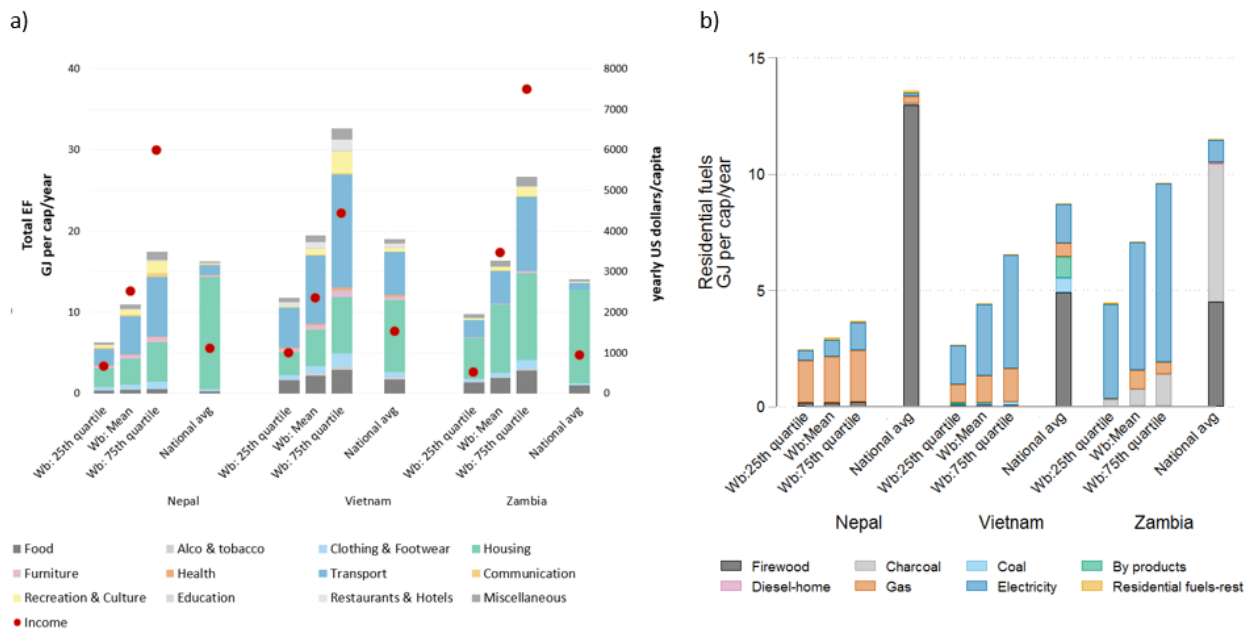 a)
Total EF
GJ per cap/year
40
30
20
10
0
8000
7000
6000
5000
4000
3000
2000
1000
0
yearly US dollars/capita
Wb: 25th quartile
Wb: Mean
Wb: 75th quartile
National avg
Wb: 25th quartile
Wb: Mean
Wb: 75th quartile
National avg
Wb: 25th quartile
Wb: Mean
Wb: 75th quartile
National avg
Nepal Vietnam Zambia
Food Alco & tobacco Clothing & Footwear Housing
Furniture Health Transport Communication
Recreation & Culture Education Restaurants & Hotels Miscellaneous
Income
b)
Residential fuels
GJ per cap/year
15
10
5
0
Wb:25th quartile
Wb:Mean
Wb:75th quartile
National avg
Wb:25th quartile
Wb:Mean
Wb:75th quartile
National avg
Wb:25th quartile
Wb:Mean
Wb:75th quartile
National avg
Nepal Vietnam Zambia
Firewood Charcoal Coal By products
Diesel-home Gas Electricity Residential fuels-rest